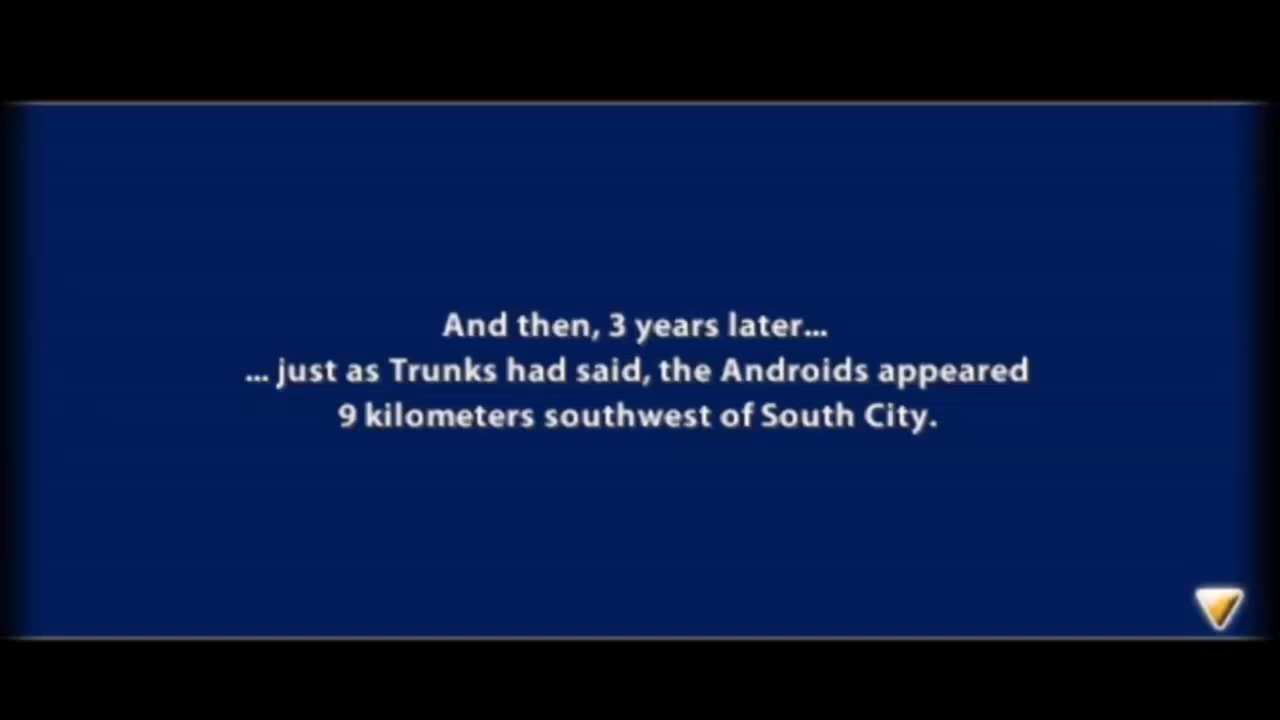 And then, 3 years later...
... just as Trunks had said, the Androids appeared
9 kilometers southwest of South City.